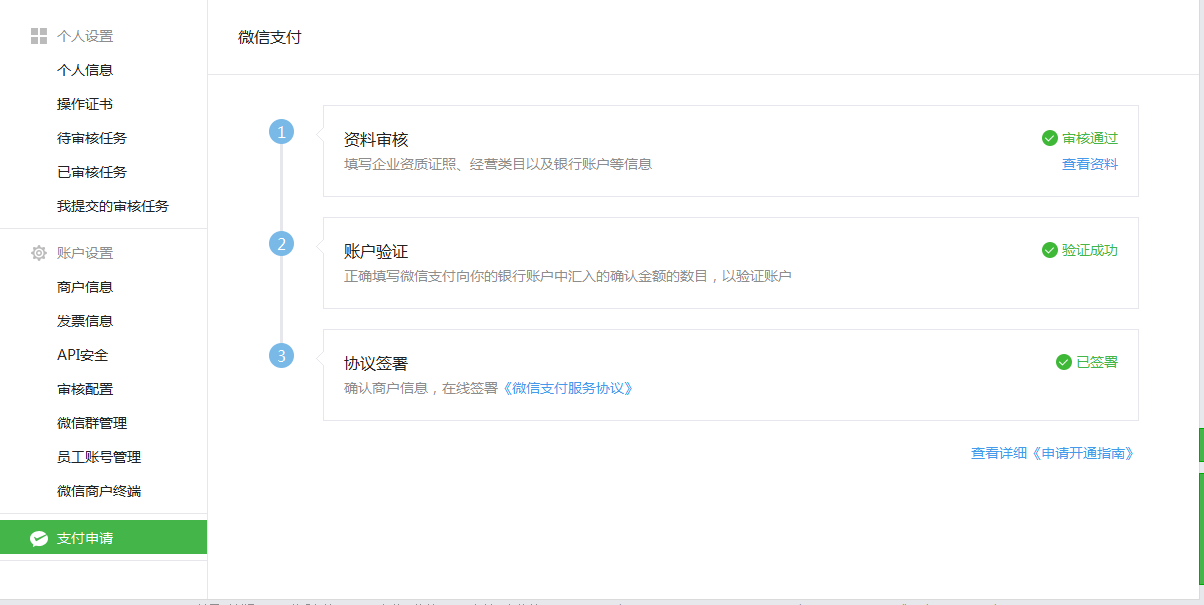 个人设置
个人信息
操作证书
待审核任务
已审核任务
我提交的审核任务
账户设置
商户信息
发票信息
API安全
审核配置
微信群管理
员工账号管理
微信商户终端
支付申请
微信支付
1
资料审核
审核通过
填写企业资质证照、经营类目以及银行账户等信息
查看资料
2
账户验证
验证成功
正确填写微信支付向你的银行账户中汇入的确认金额的数目，以验证账户
3
协议签署
已签署
确认商户信息，在线签署《微信支付服务协议》
查看详细《申请开通指南》